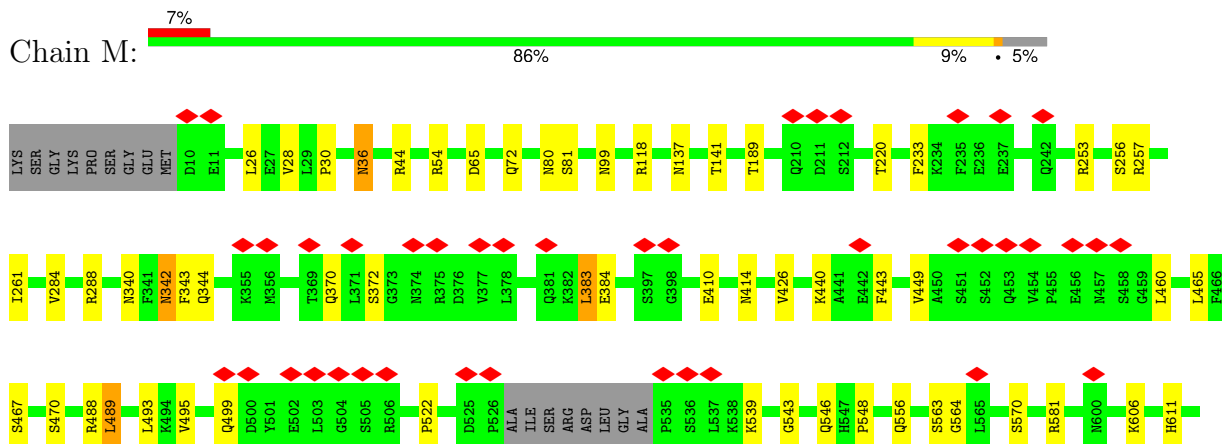 7%
Chain M:
86% 9% • 5%
LYS SER GLY LYS PRO SER GLY GLU MET D10 E11 L26 E27 V28 L29 P30 N36 R44 R54 D65 Q72 N80 S81 N99 R118 N137 T141 T189 Q210 D211 S212 T220 F233 K234 F235 E236 E237 Q242 R253 S256 R257
I261 V284 R288 N340 F341 N342 F343 Q344 K355 M356 T369 Q370 L371 S372 G373 N374 R375 D376 V377 L378 Q381 K382 L383 E384 S397 G398 E410 N414 V426 K440 A441 E442 F443 V449 A450 S451 S452 Q453 V454 P455 E456 N457 S458 G459 L460 L465 F466
S467 S470 R488 L489 L493 K494 V495 Q499 D500 Y501 E502 L503 G504 S505 R506 P522 D525 P526 ALA ILE SER ARG ASP LEU GLY ALA P535 S536 L537 K538 K539 G543 Q546 H547 P548 Q556 S563 G564 L565 S570 R581 N600 K606 H611